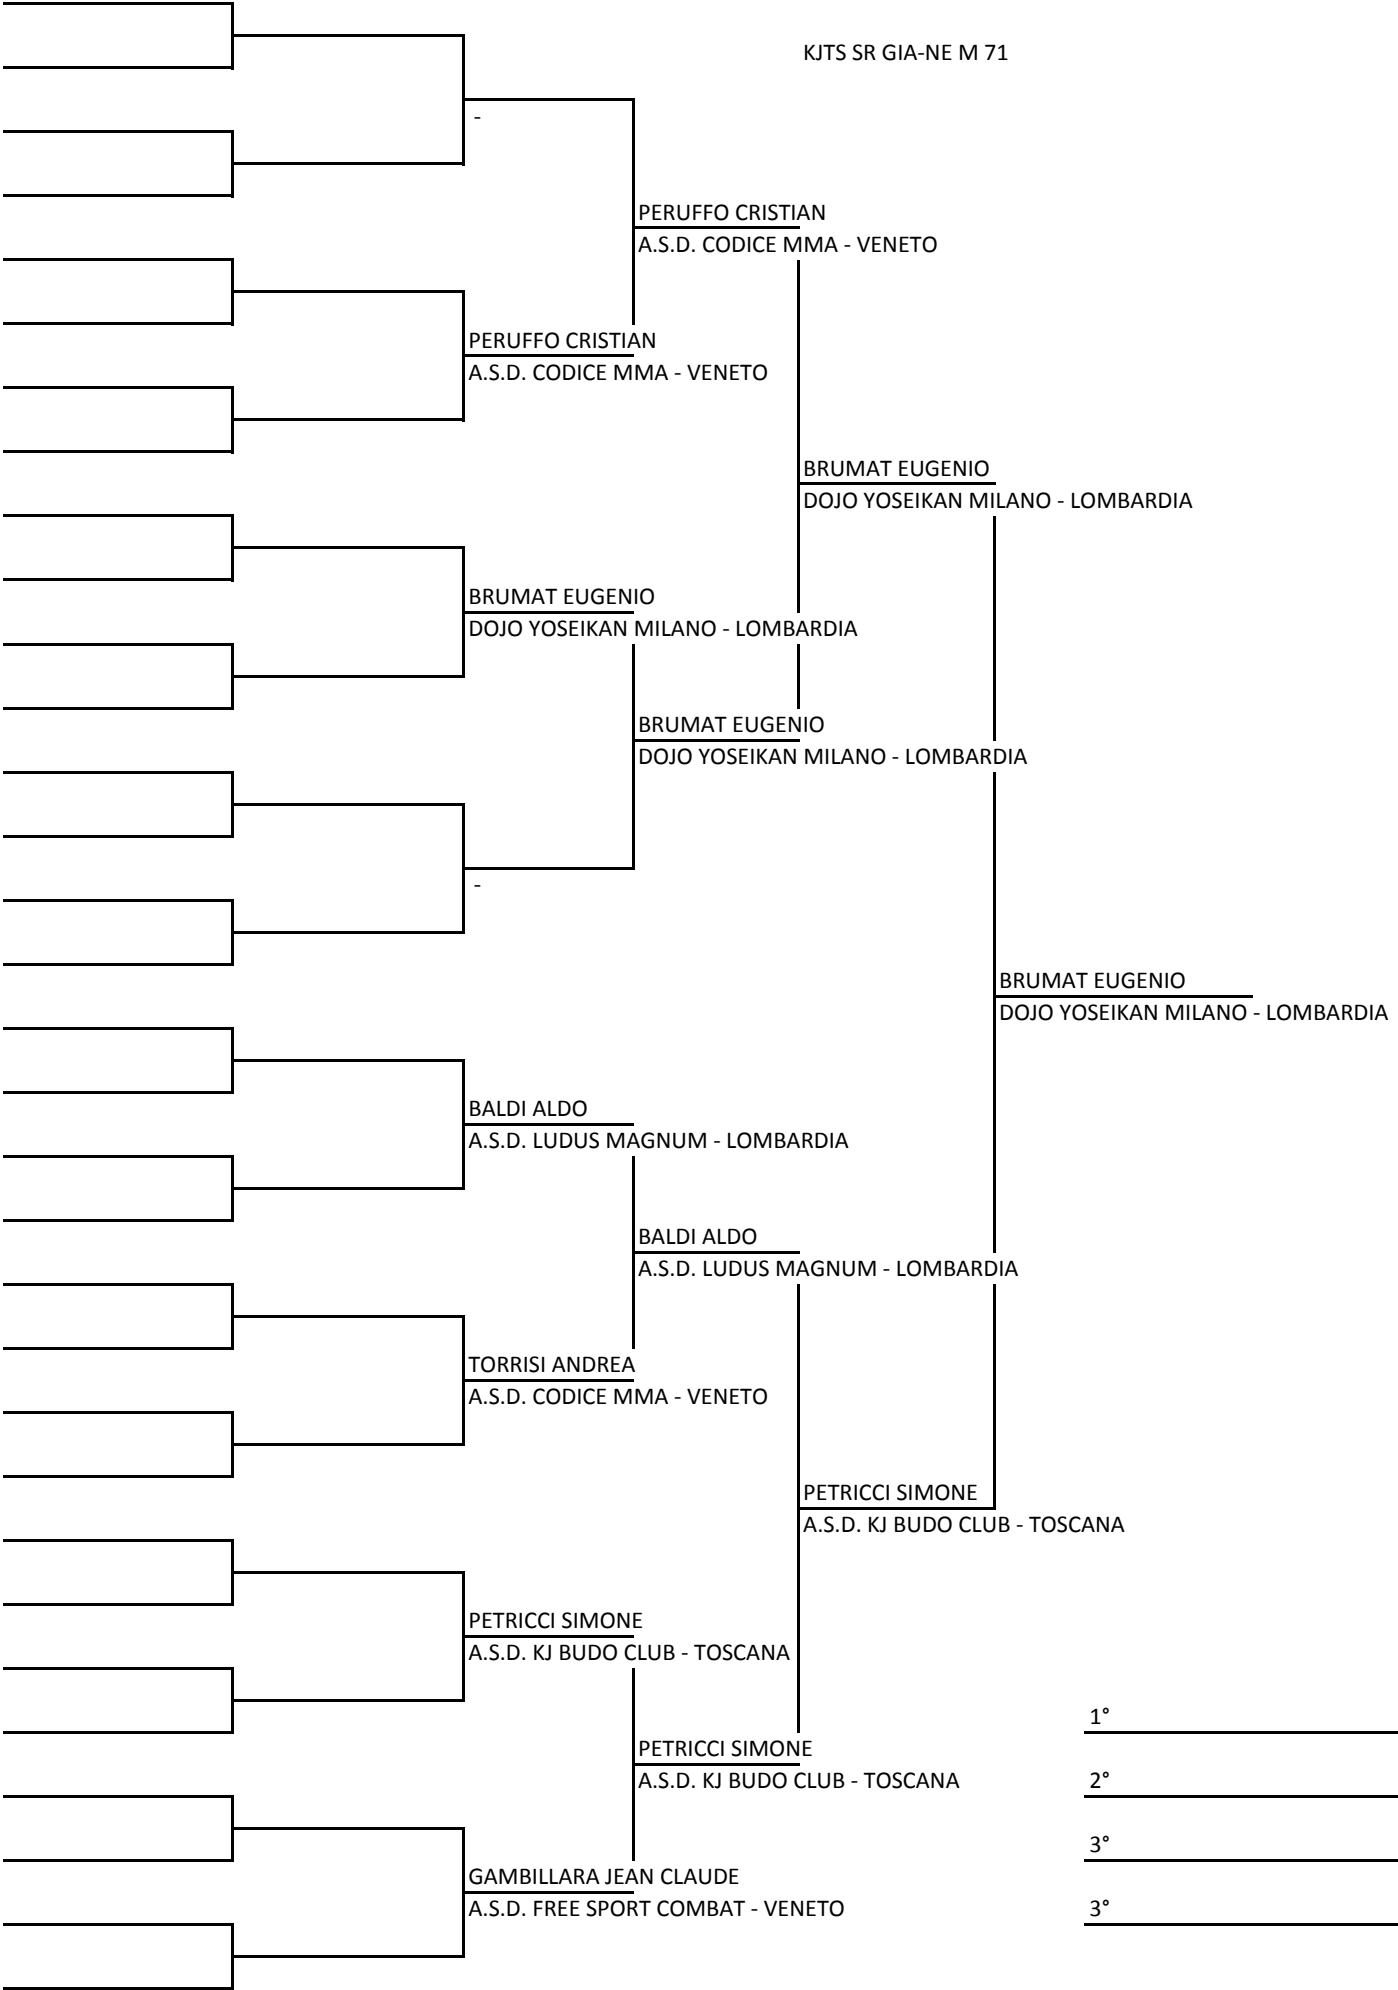 KJTS SR GIA-NE M 71
-
PERUFFO CRISTIAN
A.S.D. CODICE MMA - VENETO
PERUFFO CRISTIAN
A.S.D. CODICE MMA - VENETO
BRUMAT EUGENIO
DOJO YOSEIKAN MILANO - LOMBARDIA
BRUMAT EUGENIO
DOJO YOSEIKAN MILANO - LOMBARDIA
BRUMAT EUGENIO
DOJO YOSEIKAN MILANO - LOMBARDIA
-
BRUMAT EUGENIO
DOJO YOSEIKAN MILANO - LOMBARDIA
BALDI ALDO
A.S.D. LUDUS MAGNUM - LOMBARDIA
BALDI ALDO
A.S.D. LUDUS MAGNUM - LOMBARDIA
TORRISI ANDREA
A.S.D. CODICE MMA - VENETO
PETRICCI SIMONE
A.S.D. KJ BUDO CLUB - TOSCANA
PETRICCI SIMONE
A.S.D. KJ BUDO CLUB - TOSCANA
1°
PETRICCI SIMONE
A.S.D. KJ BUDO CLUB - TOSCANA
2°
3°
GAMBILLARA JEAN CLAUDE
A.S.D. FREE SPORT COMBAT - VENETO
3°